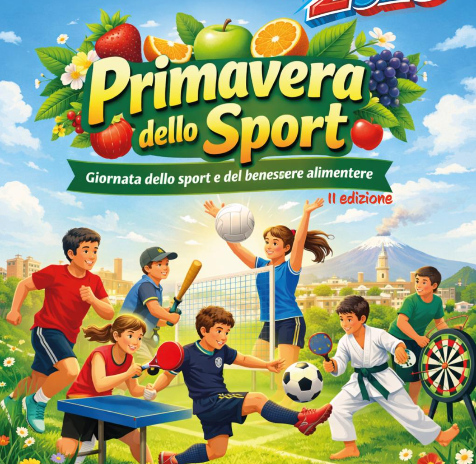 Primavera
dello Sport
Giornata dello sport e del benessere alimentere
II edizione